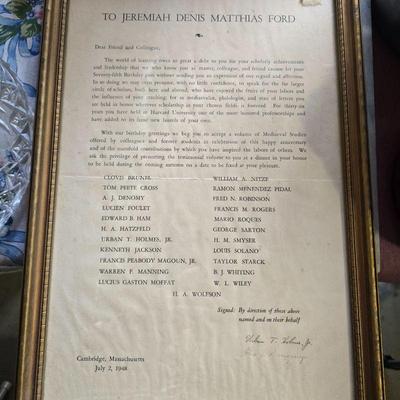 TO JEREMIAH DENIS MATTHIAS FORD
Dear Friend and Colleague,
The world of learning owes so great a debt to you for your scholarly achievements
and leadership that we who know you as master, colleague, and friend cannot let your
Seventy-fifth Birthday pass without sending you an expression of our regard and affection.
In so doing we may even presume, with no little confidence, to speak for the far larger
circle of scholars, both here and abroad, who have enjoyed the fruits of your labors and
the influence of your teaching; for as mediaevalist, philologist, and man of letters you
are held in honor wherever scholarship in your chosen fields is fostered. For thirty-six
years you have held at Harvard University one of the most honored professorships and
have added to its fame new laurels of your own.
With our birthday greetings we beg you to accept a volume of Mediaeval Studies
offered by colleagues and former students in celebration of this happy anniversary
and of the manifold contributions by which you have inspired the labors of others. We
ask the privilege of presenting the testimonial volume to you at a dinner in your honor
to be held during the coming autumn on a date to be fixed at your pleasure.
CLOVIS BRUNEL
WILLIAM A. NITZE
TOM PEETE CROSS
RAMON MENENDEZ PIDAL
A. J. DENOMY
FRED N. ROBINSON
LUCIEN FOULET
FRANCIS M. ROGERS
EDWARD B. HAM
MARIO ROQUES
H. A. HATZFELD
GEORGE SARTON
URBAN T. HOLMES, JR.
H. M. SMYSER
KENNETH JACKSON
LOUIS SOLANO
FRANCIS PEABODY MAGOUN, JR.
TAYLOR STARCK
WARREN F. MANNING
B. J. WHITING
LUCIUS GASTON MOFFAT
W. L. WILEY
H. A. WOLFSON
Signed: By direction of those above
named and on their behalf
Urban T. Holmes, Jr.
Cambridge, Massachusetts
July 2, 1948